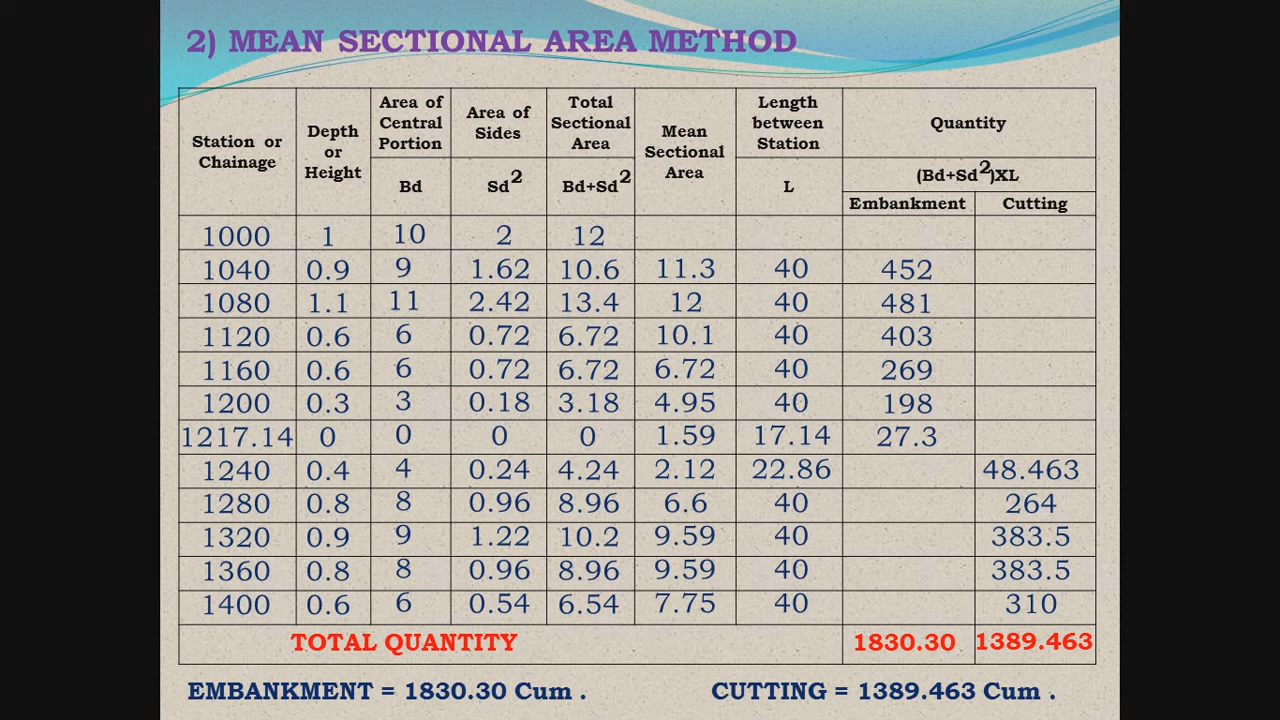 2) MEAN SECTIONAL AREA METHOD
Station or Chainage | Depth or Height | Area of Central Portion | Area of Sides | Total Sectional Area | Mean Sectional Area | Length between Station | Quantity
Bd | Sd² | Bd+Sd² | L | (Bd+Sd²)XL
Embankment | Cutting
1000 | 1 | 10 | 2 | 12
1040 | 0.9 | 9 | 1.62 | 10.6 | 11.3 | 40 | 452
1080 | 1.1 | 11 | 2.42 | 13.4 | 12 | 40 | 481
1120 | 0.6 | 6 | 0.72 | 6.72 | 10.1 | 40 | 403
1160 | 0.6 | 6 | 0.72 | 6.72 | 6.72 | 40 | 269
1200 | 0.3 | 3 | 0.18 | 3.18 | 4.95 | 40 | 198
1217.14 | 0 | 0 | 0 | 0 | 1.59 | 17.14 | 27.3
1240 | 0.4 | 4 | 0.24 | 4.24 | 2.12 | 22.86 | 48.463
1280 | 0.8 | 8 | 0.96 | 8.96 | 6.6 | 40 | 264
1320 | 0.9 | 9 | 1.22 | 10.2 | 9.59 | 40 | 383.5
1360 | 0.8 | 8 | 0.96 | 8.96 | 9.59 | 40 | 383.5
1400 | 0.6 | 6 | 0.54 | 6.54 | 7.75 | 40 | 310
TOTAL QUANTITY | 1830.30 | 1389.463
EMBANKMENT = 1830.30 Cum .
CUTTING = 1389.463 Cum .